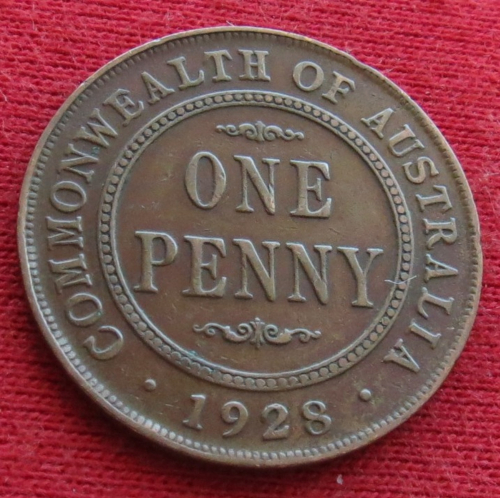 COMMONWEALTH OF AUSTRALIA
ONE
PENNY
· 1928 ·